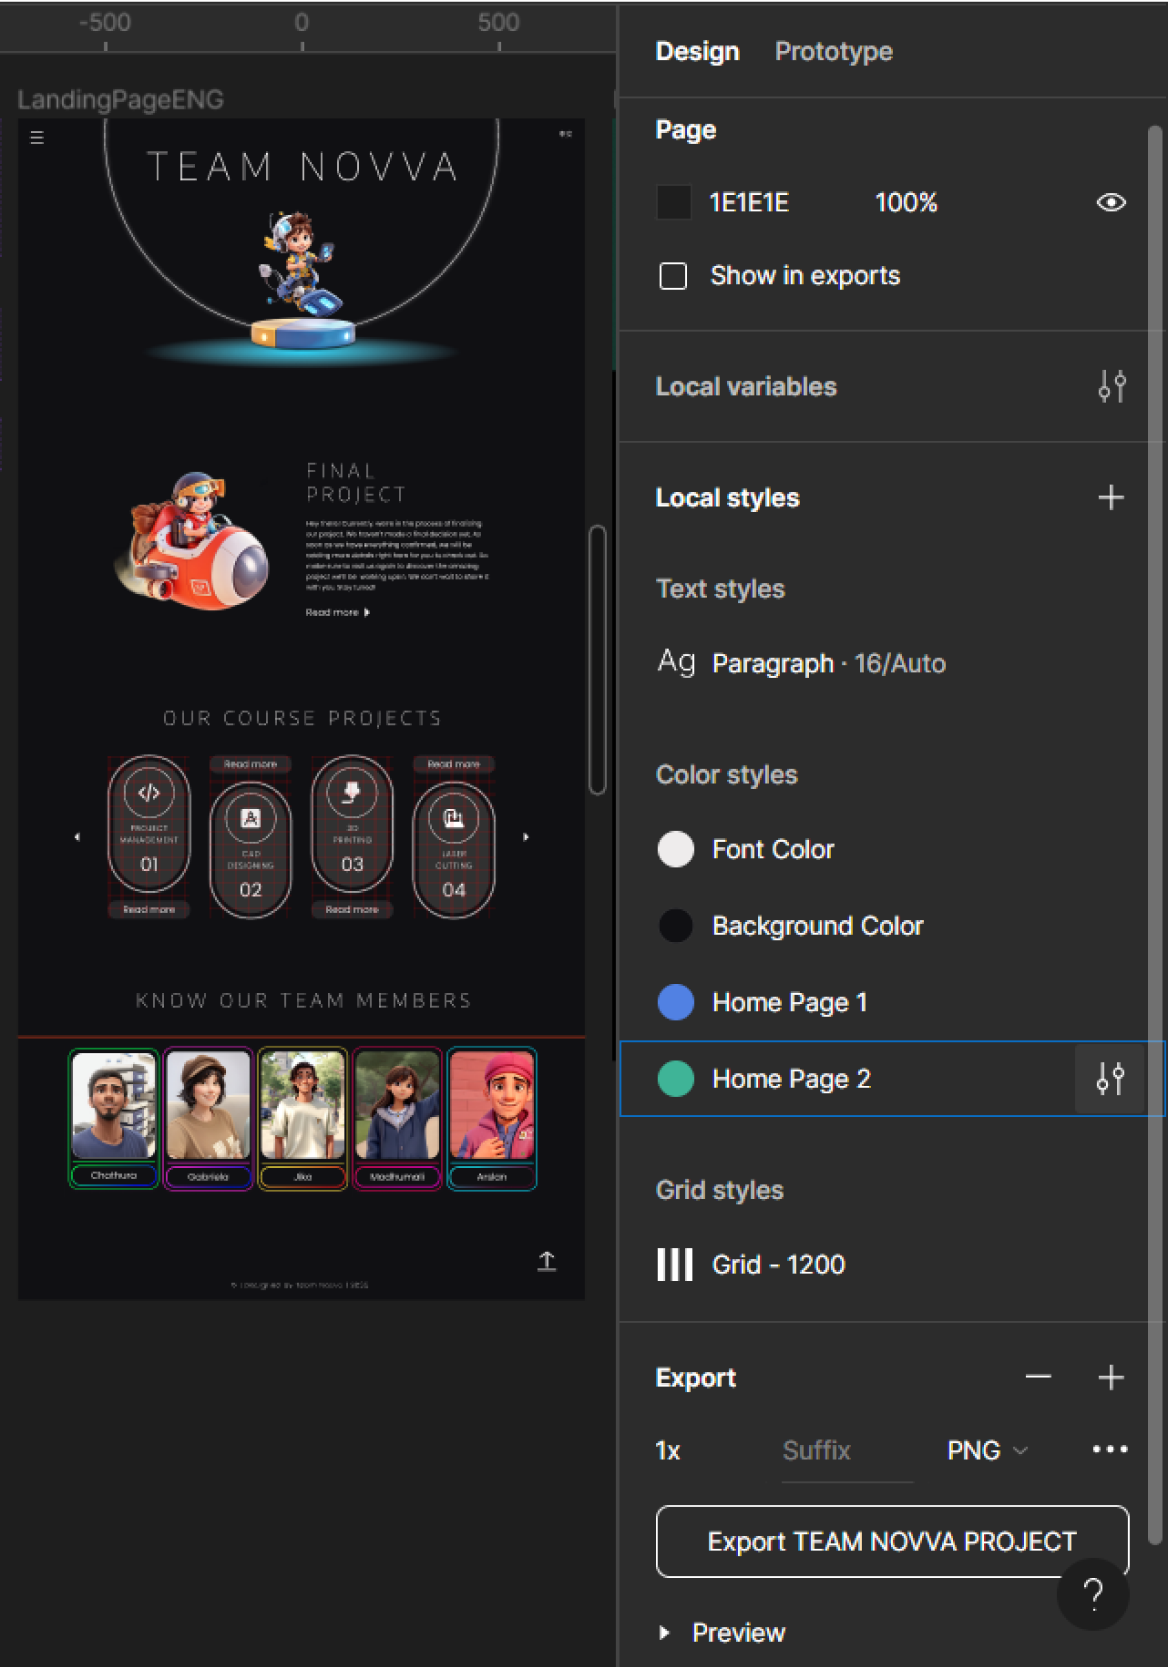 -500 0 500
Design Prototype
LandingPageENG
Page
1E1E1E 100%
Show in exports
Local variables
Local styles
Text styles
Ag Paragraph · 16/Auto
Color styles
Font Color
Background Color
Home Page 1
Home Page 2
Grid styles
Grid - 1200
Export
1x Suffix PNG
Export TEAM NOVVA PROJECT
?
Preview
TEAM NOVVA
FINAL
PROJECT
Read more
OUR COURSE PROJECTS
Read more Read more
</>
PROJECT
MANAGEMENT
01
CAD
DESIGNING
02
3D
PRINTING
03
LASER
CUTTING
04
Read more Read more
KNOW OUR TEAM MEMBERS
Chathura Gabriela Jika Madhumali Arslan